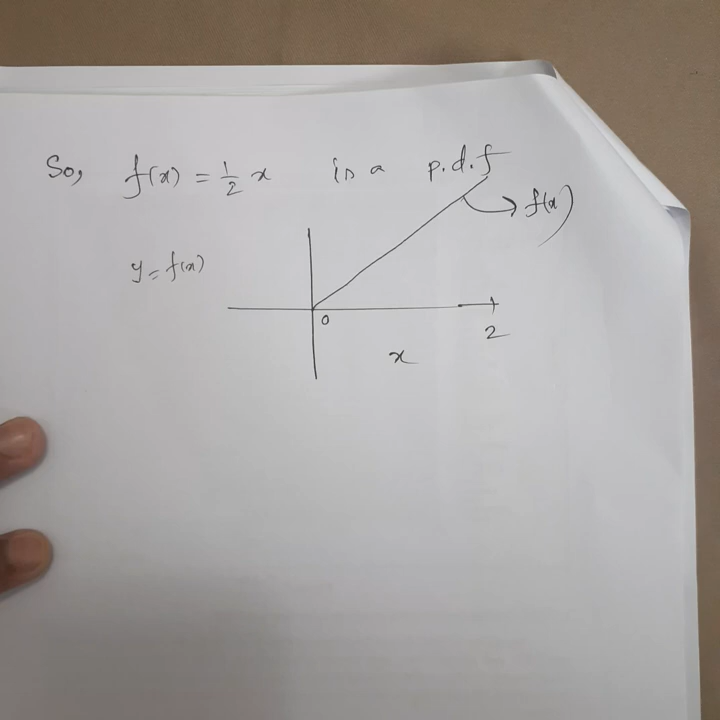 So, f(x) = 1/2 x is a p.d.f
f(x)
y = f(x)
0
2
x